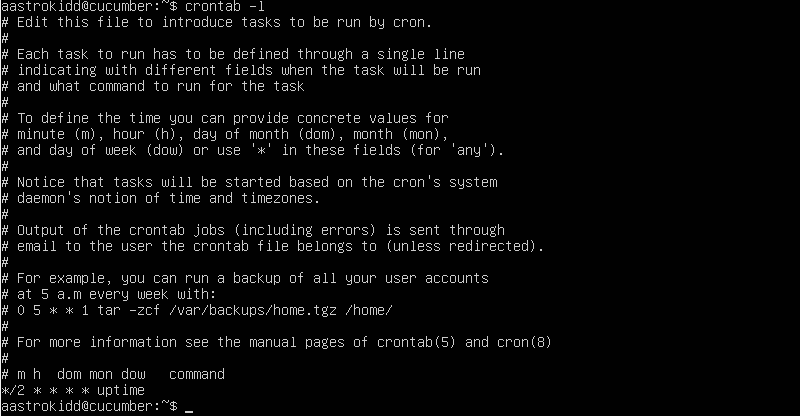 aastrokidd@cucumber:~$ crontab -l
# Edit this file to introduce tasks to be run by cron.
#
# Each task to run has to be defined through a single line
# indicating with different fields when the task will be run
# and what command to run for the task
#
# To define the time you can provide concrete values for
# minute (m), hour (h), day of month (dom), month (mon),
# and day of week (dow) or use '*' in these fields (for 'any').
#
# Notice that tasks will be started based on the cron's system
# daemon's notion of time and timezones.
#
# Output of the crontab jobs (including errors) is sent through
# email to the user the crontab file belongs to (unless redirected).
#
# For example, you can run a backup of all your user accounts
# at 5 a.m every week with:
# 0 5 * * 1 tar -zcf /var/backups/home.tgz /home/
#
# For more information see the manual pages of crontab(5) and cron(8)
#
# m h  dom mon dow   command
*/2 * * * * uptime
aastrokidd@cucumber:~$ _